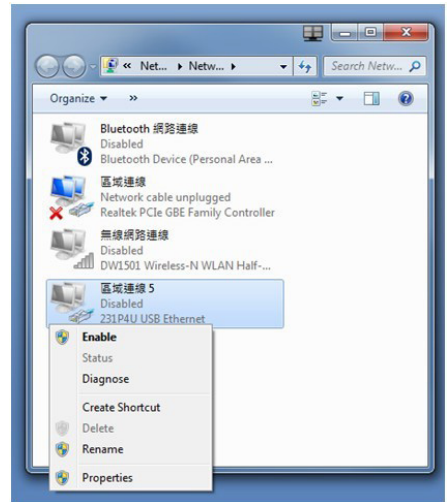 « Net... ▸ Netw... ▸
Search Netw...
Organize ▾ »
Bluetooth 網路連線
Disabled
Bluetooth Device (Personal Area ...
區域連線
Network cable unplugged
Realtek PCIe GBE Family Controller
無線網路連線
Disabled
DW1501 Wireless-N WLAN Half-...
區域連線 5
Disabled
231P4U USB Ethernet
Enable
Status
Diagnose
Create Shortcut
Delete
Rename
Properties